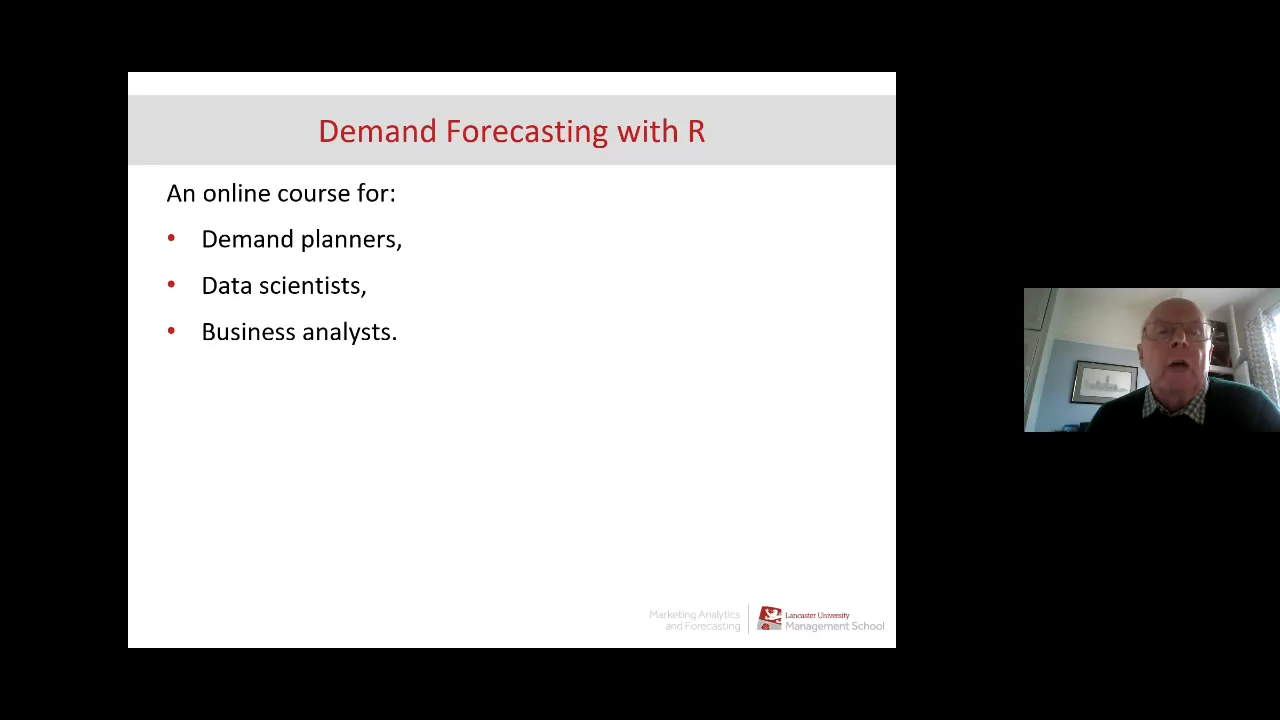 Demand Forecasting with R
An online course for:
• Demand planners,
• Data scientists,
• Business analysts.
Marketing Analytics
and Forecasting
Lancaster University
Management School